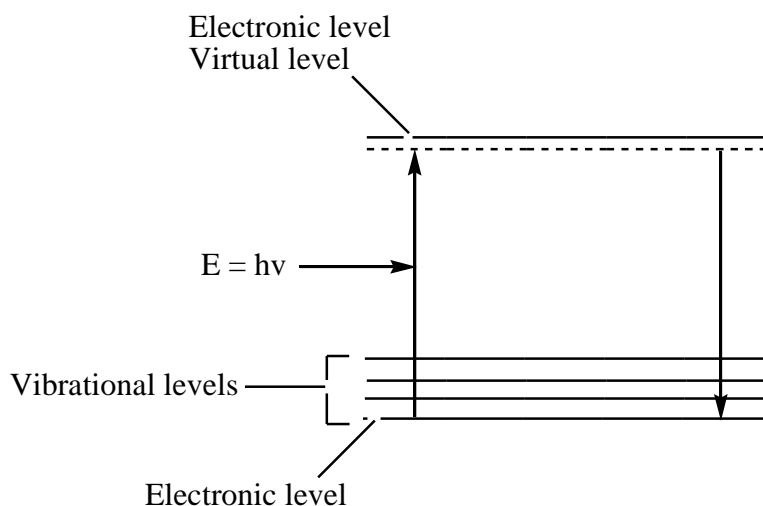 Electronic level
Virtual level
E = hv
Vibrational levels
Electronic level